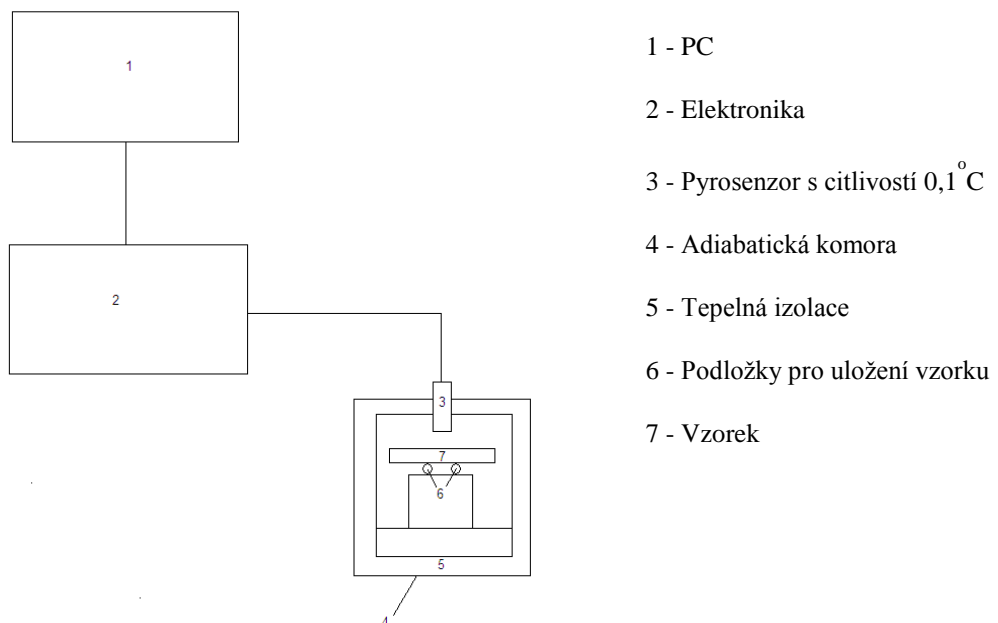 1
2
3
7
6
5
4
1 - PC
2 - Elektronika
3 - Pyrosenzor s citlivostí 0,1°C
4 - Adiabatická komora
5 - Tepelná izolace
6 - Podložky pro uložení vzorku
7 - Vzorek